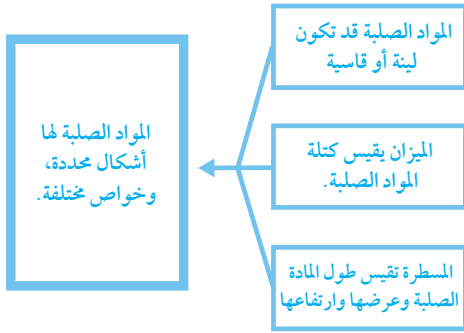 المواد الصلبة قد تكون
لينة أو قاسية
الميزان يقيس كتلة
المواد الصلبة.
المسطرة تقيس طول المادة
الصلبة وعرضها وارتفاعها
المواد الصلبة لها
أشكال محددة،
وخواص مختلفة.